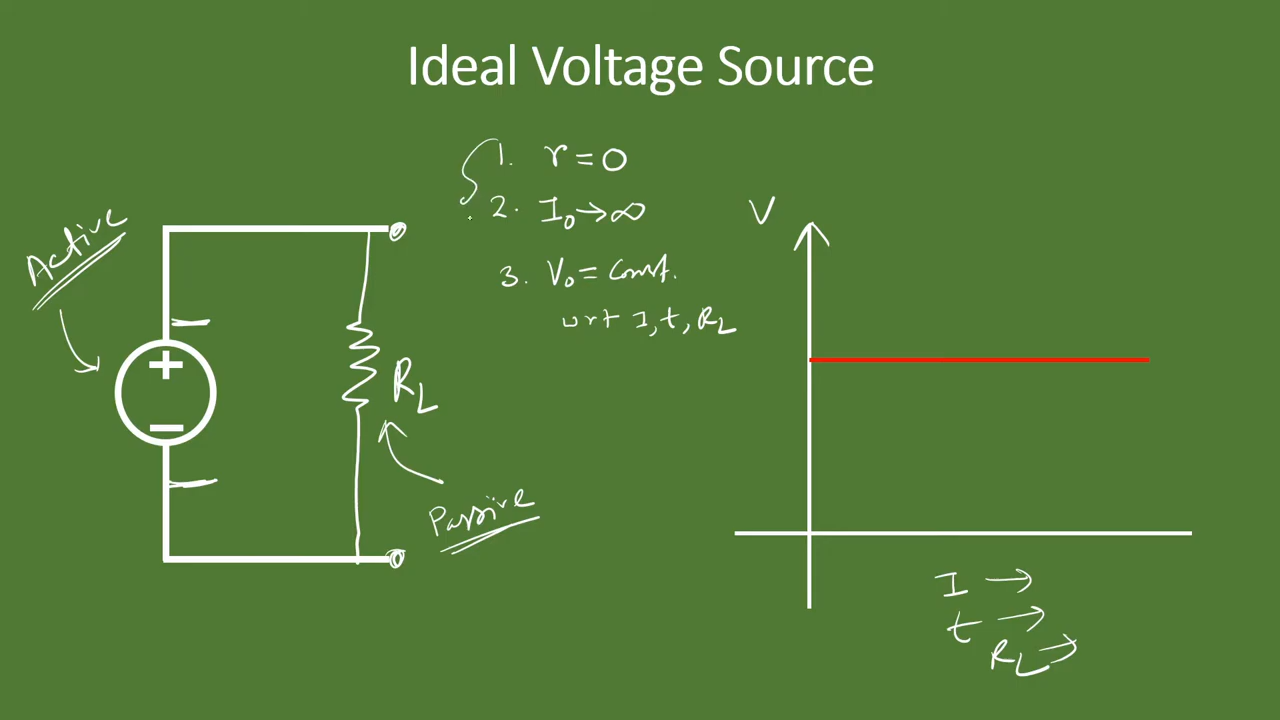 Ideal Voltage Source
1. r = 0
2. I₀ → ∞
3. V₀ = Const.
wrt I, t, R_L
Active
+
−
R_L
Passive
V
I →
t →
R_L →